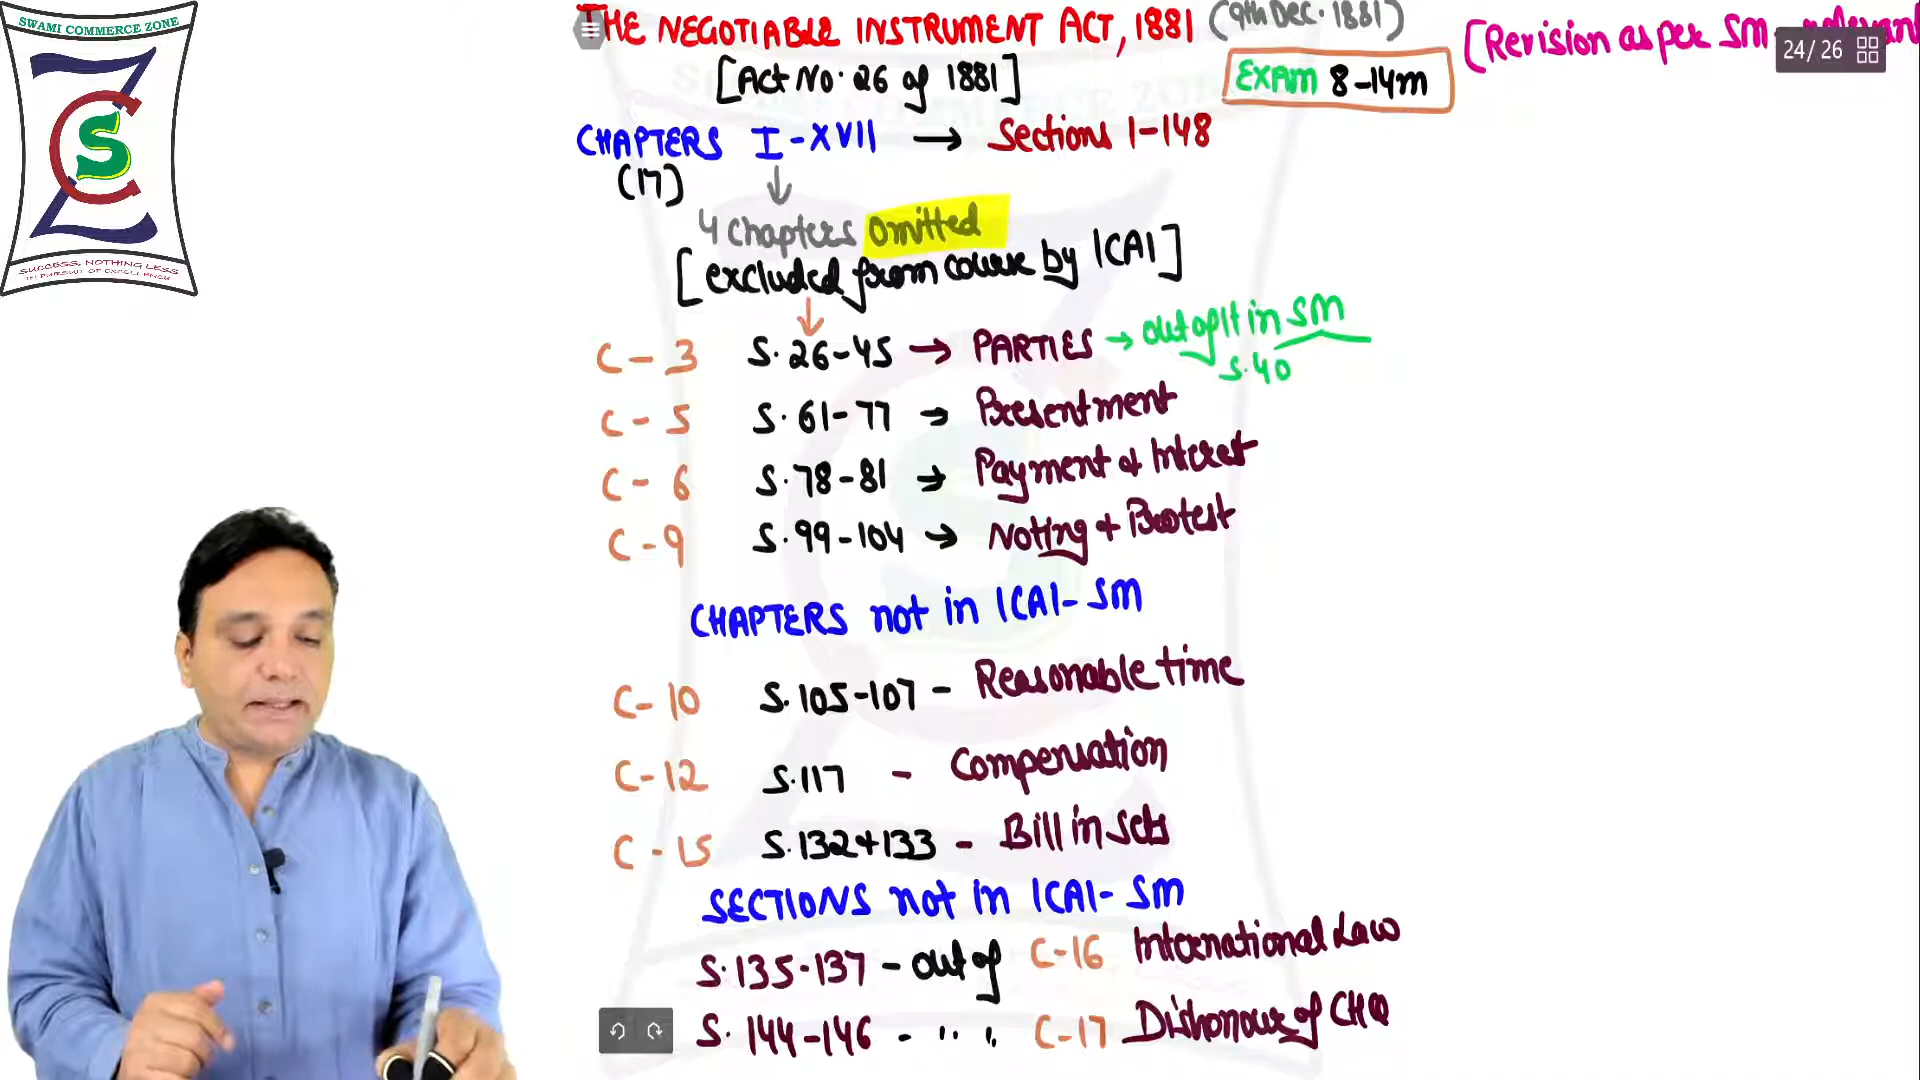 SWAMI COMMERCE ZONE
SUCCESS, NOTHING LESS
IN PURSUIT OF EXCELLENCY
THE NEGOTIABLE INSTRUMENT ACT, 1881 (9th Dec. 1881)
[Revision as per SM - relevant
24/26
[Act No. 26 of 1881]
EXAM 8-14m
CHAPTERS I-XVII → Sections 1-148
(17)
↓
4 chapters omitted
[excluded from course by ICAI]
↓
C-3 S.26-45 → PARTIES → out of it in SM
S.40
C-5 S.61-77 → Presentment
C-6 S.78-81 → Payment & Interest
C-9 S.99-104 → Noting & Protest
CHAPTERS not in ICAI-SM
C-10 S.105-107 - Reasonable time
C-12 S.117 - Compensation
C-15 S.132+133 - Bill in sets
SECTIONS not in ICAI-SM
S.135-137 - out of C-16 International Law
S. 144-146 - " " C-17 Dishonour of CHQ